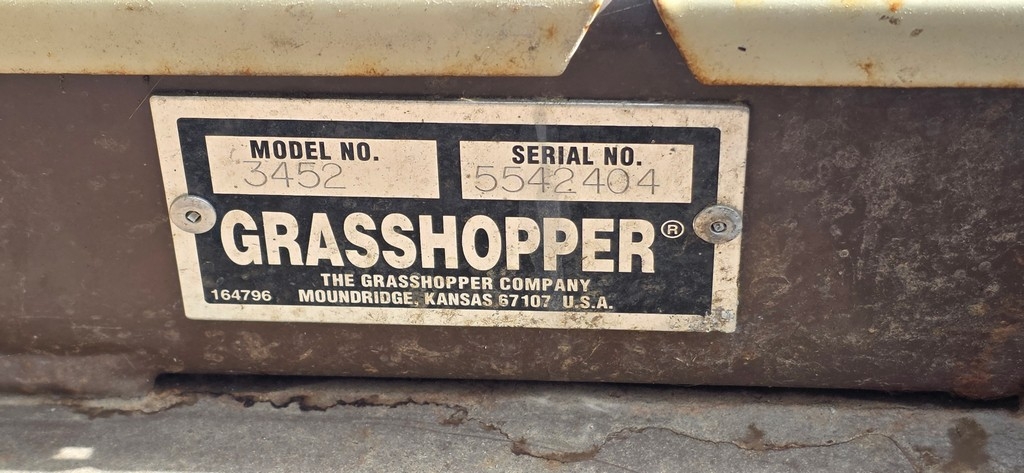 MODEL NO. SERIAL NO.
3452 5542404
GRASSHOPPER®
THE GRASSHOPPER COMPANY
164796 MOUNDRIDGE, KANSAS 67107 U.S.A.